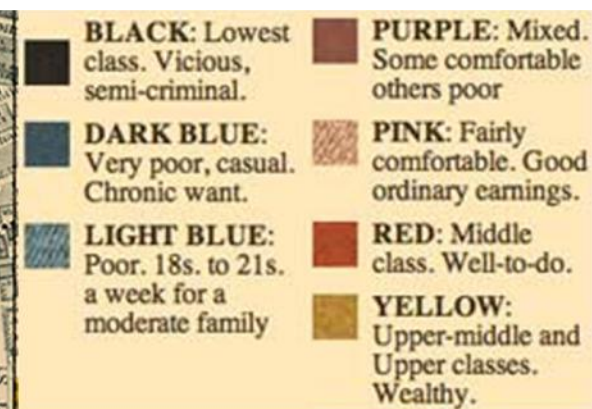 BLACK: Lowest
class. Vicious,
semi-criminal.
DARK BLUE:
Very poor, casual.
Chronic want.
LIGHT BLUE:
Poor. 18s. to 21s.
a week for a
moderate family
PURPLE: Mixed.
Some comfortable
others poor
PINK: Fairly
comfortable. Good
ordinary earnings.
RED: Middle
class. Well-to-do.
YELLOW:
Upper-middle and
Upper classes.
Wealthy.